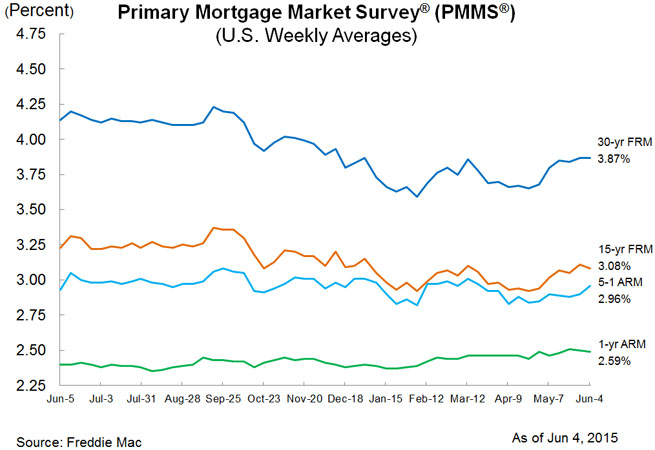 (Percent)
Primary Mortgage Market Survey® (PMMS®)
(U.S. Weekly Averages)
4.75
4.50
4.25
4.00
3.75
3.50
3.25
3.00
2.75
2.50
2.25
30-yr FRM
3.87%
15-yr FRM
3.08%
5-1 ARM
2.96%
1-yr ARM
2.59%
Jun-5 Jul-3 Jul-31 Aug-28 Sep-25 Oct-23 Nov-20 Dec-18 Jan-15 Feb-12 Mar-12 Apr-9 May-7 Jun-4
Source: Freddie Mac
As of Jun 4, 2015